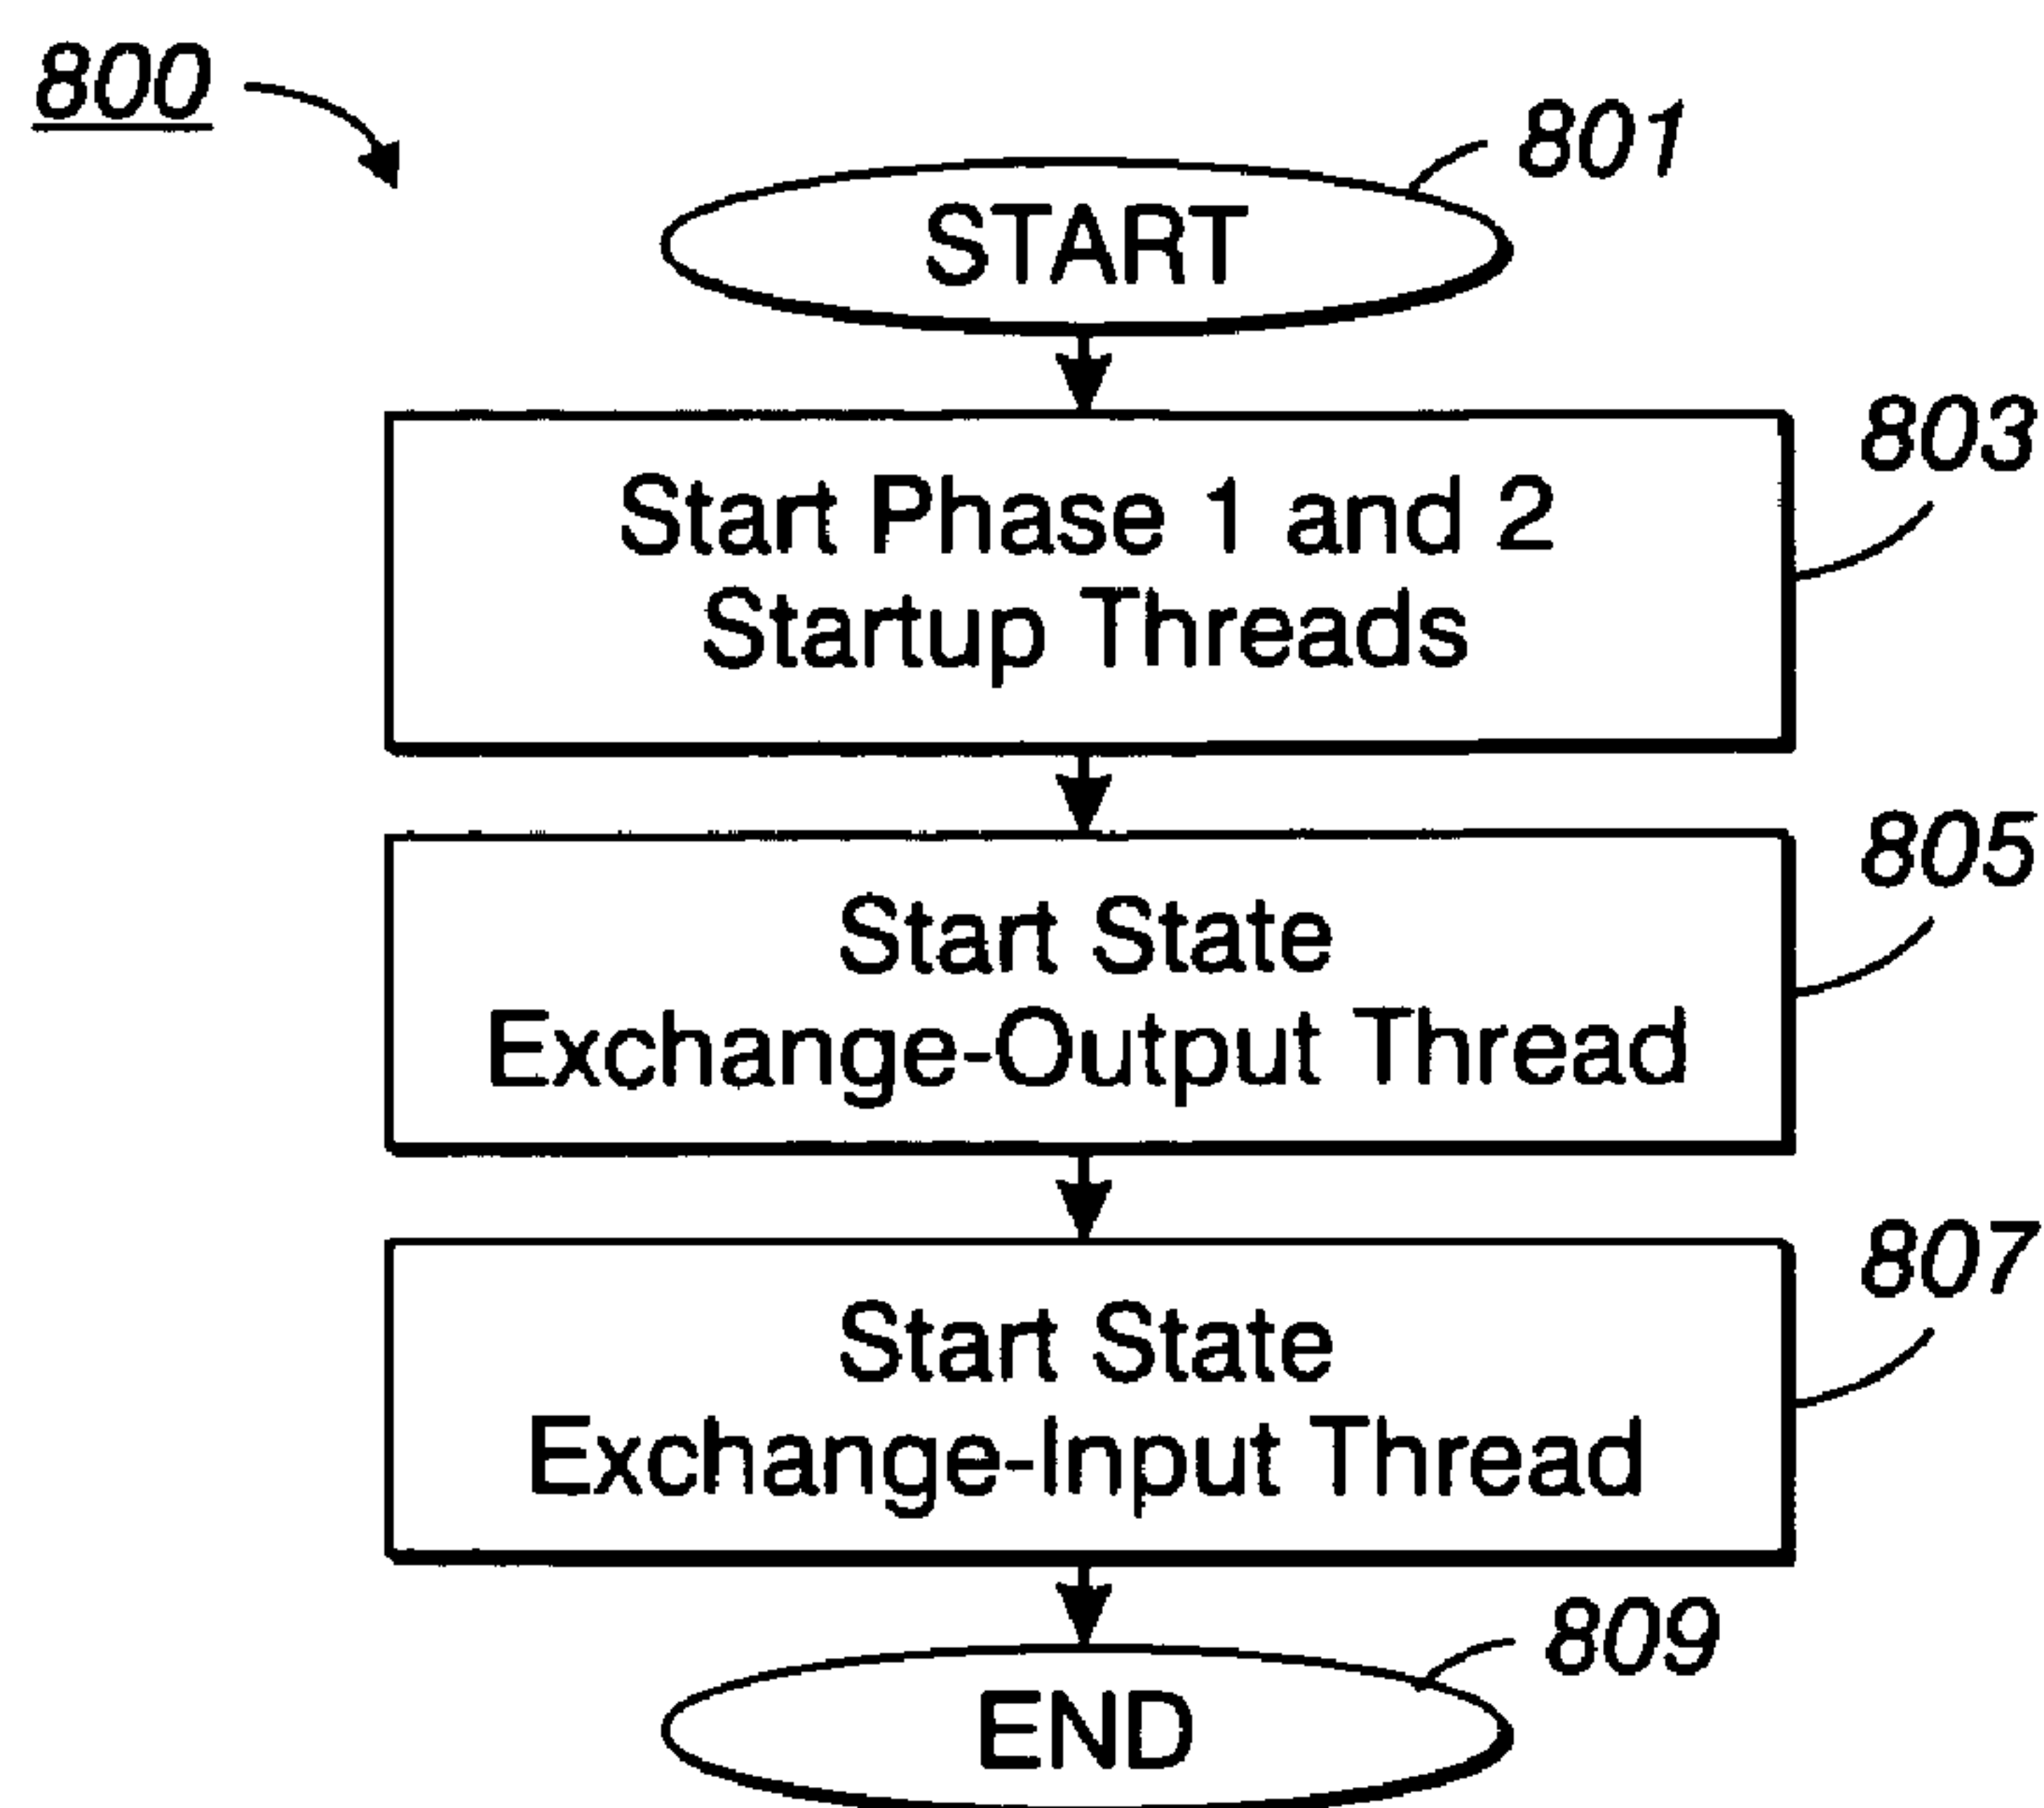 800
801
START
803
Start Phase 1 and 2
Startup Threads
805
Start State
Exchange-Output Thread
807
Start State
Exchange-Input Thread
809
END